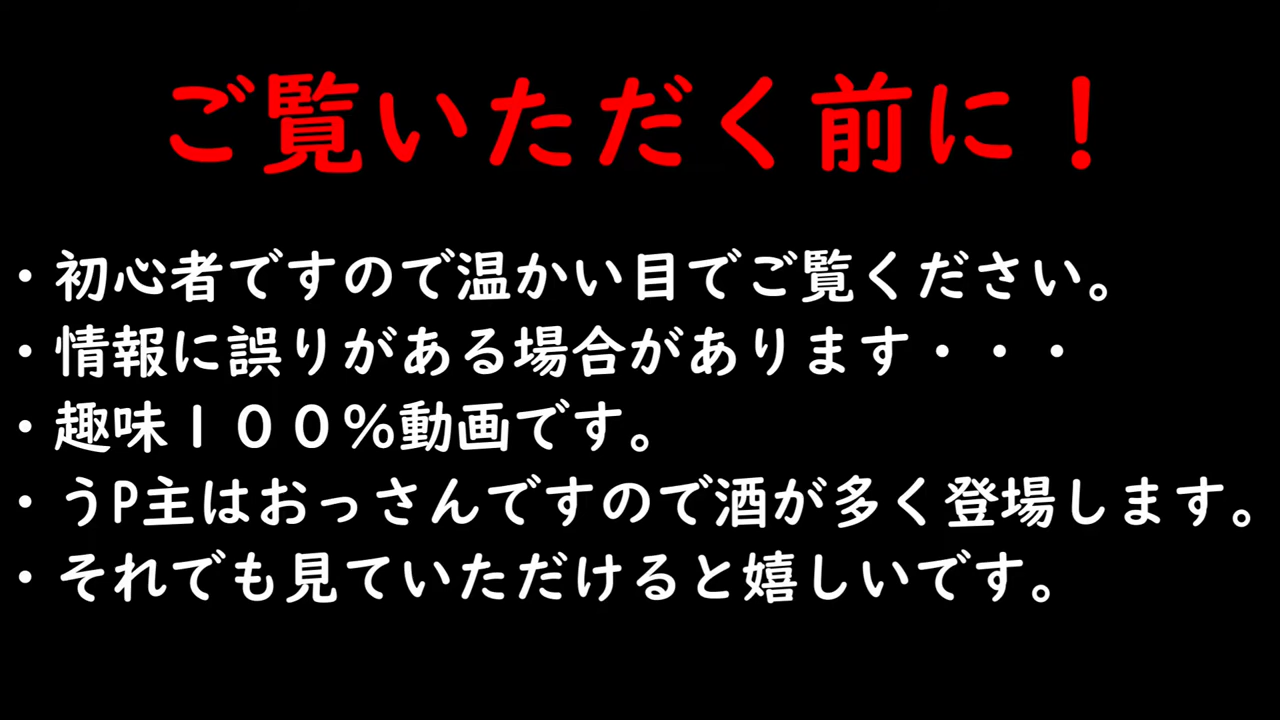 ご覧いただく前に！
・初心者ですので温かい目でご覧ください。
・情報に誤りがある場合があります・・・
・趣味１００％動画です。
・うP主はおっさんですので酒が多く登場します。
・それでも見ていただけると嬉しいです。